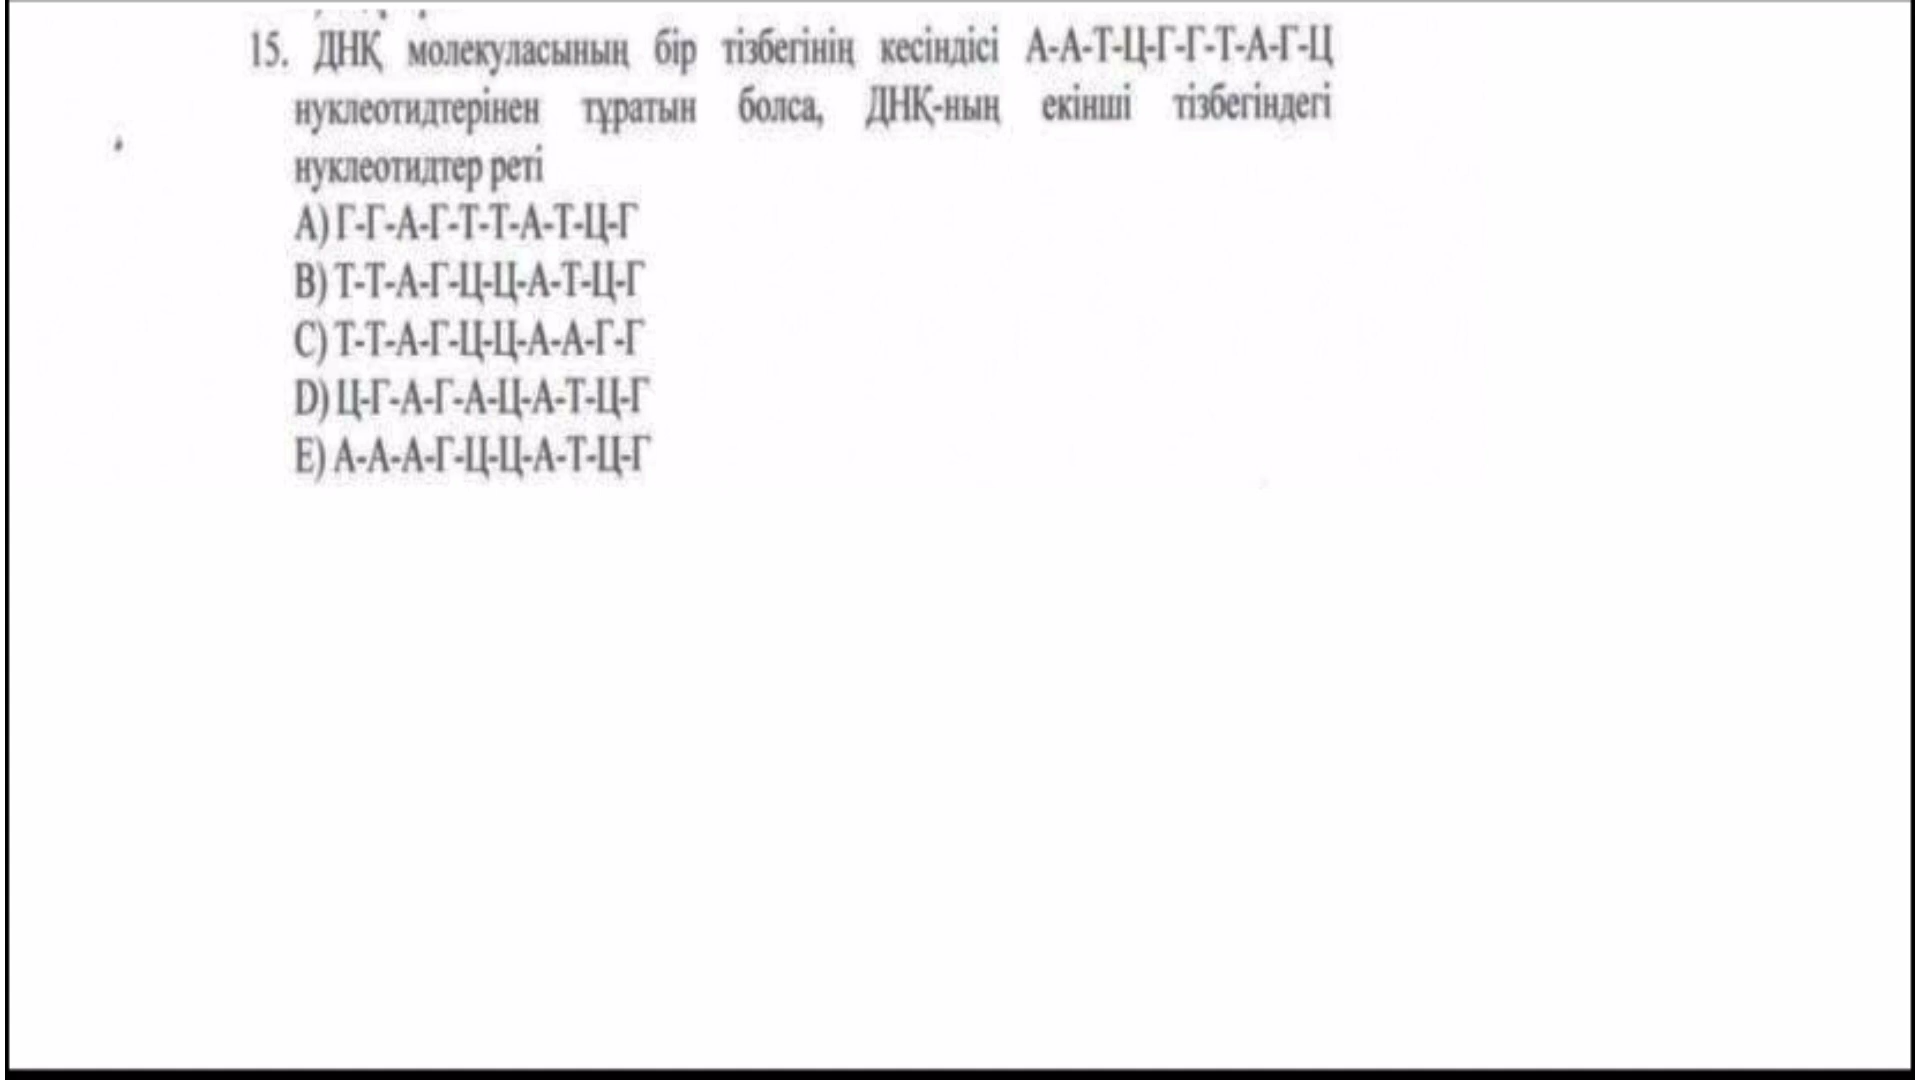 15. ДНҚ молекуласының бір тізбегінің кесіндісі А-А-Т-Ц-Г-Г-Т-А-Г-Ц
нуклеотидтерінен тұратын болса, ДНҚ-ның екінші тізбегіндегі
нуклеотидтер реті
A) Г-Г-А-Г-Т-Т-А-Т-Ц-Г
B) Т-Т-А-Г-Ц-Ц-А-Т-Ц-Г
C) Т-Т-А-Г-Ц-Ц-А-А-Г-Г
D) Ц-Г-А-Г-А-Ц-А-Т-Ц-Г
E) А-А-А-Г-Ц-Ц-А-Т-Ц-Г